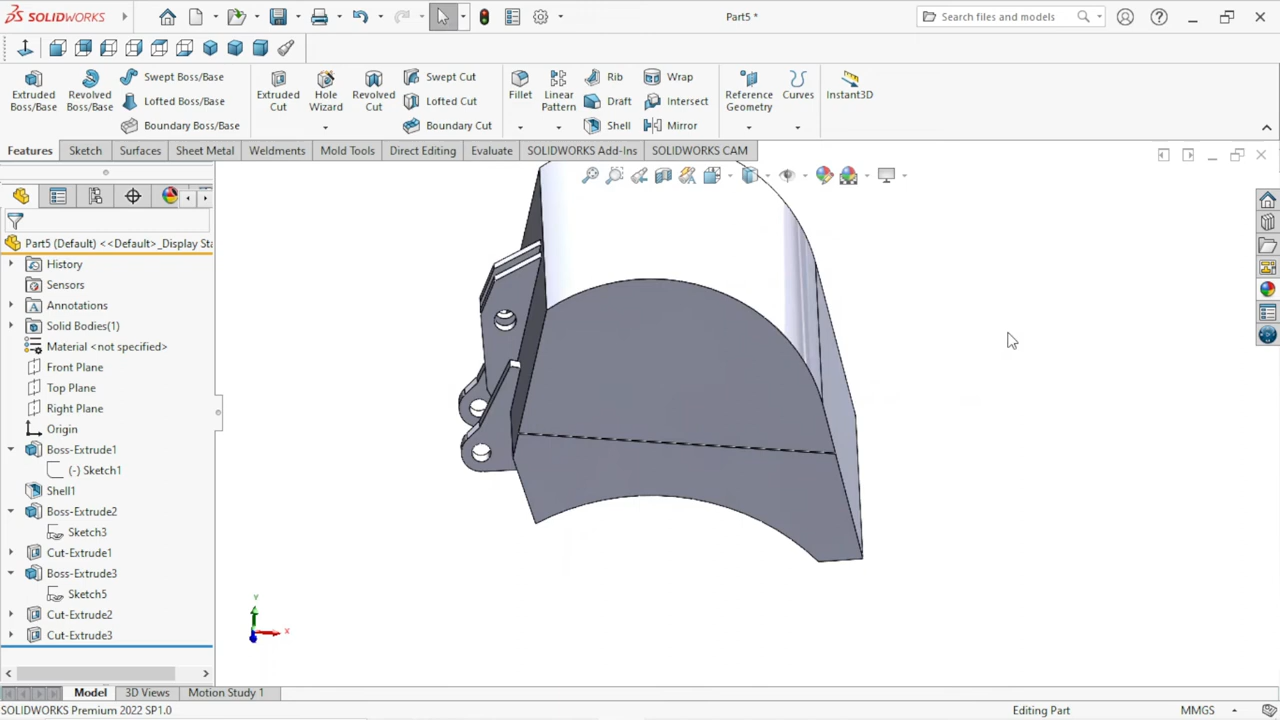 SOLIDWORKS
Part5 *
Search files and models
Extruded Boss/Base
Revolved Boss/Base
Swept Boss/Base
Lofted Boss/Base
Boundary Boss/Base
Extruded Cut
Hole Wizard
Revolved Cut
Swept Cut
Lofted Cut
Boundary Cut
Fillet
Linear Pattern
Rib
Draft
Shell
Wrap
Intersect
Mirror
Reference Geometry
Curves
Instant3D
Features
Sketch
Surfaces
Sheet Metal
Weldments
Mold Tools
Direct Editing
Evaluate
SOLIDWORKS Add-Ins
SOLIDWORKS CAM
Part5 (Default) <<Default>_Display Sta
History
Sensors
Annotations
Solid Bodies(1)
Material <not specified>
Front Plane
Top Plane
Right Plane
Origin
Boss-Extrude1
(-) Sketch1
Shell1
Boss-Extrude2
Sketch3
Cut-Extrude1
Boss-Extrude3
Sketch5
Cut-Extrude2
Cut-Extrude3
Y
X
Model
3D Views
Motion Study 1
SOLIDWORKS Premium 2022 SP1.0
Editing Part
MMGS